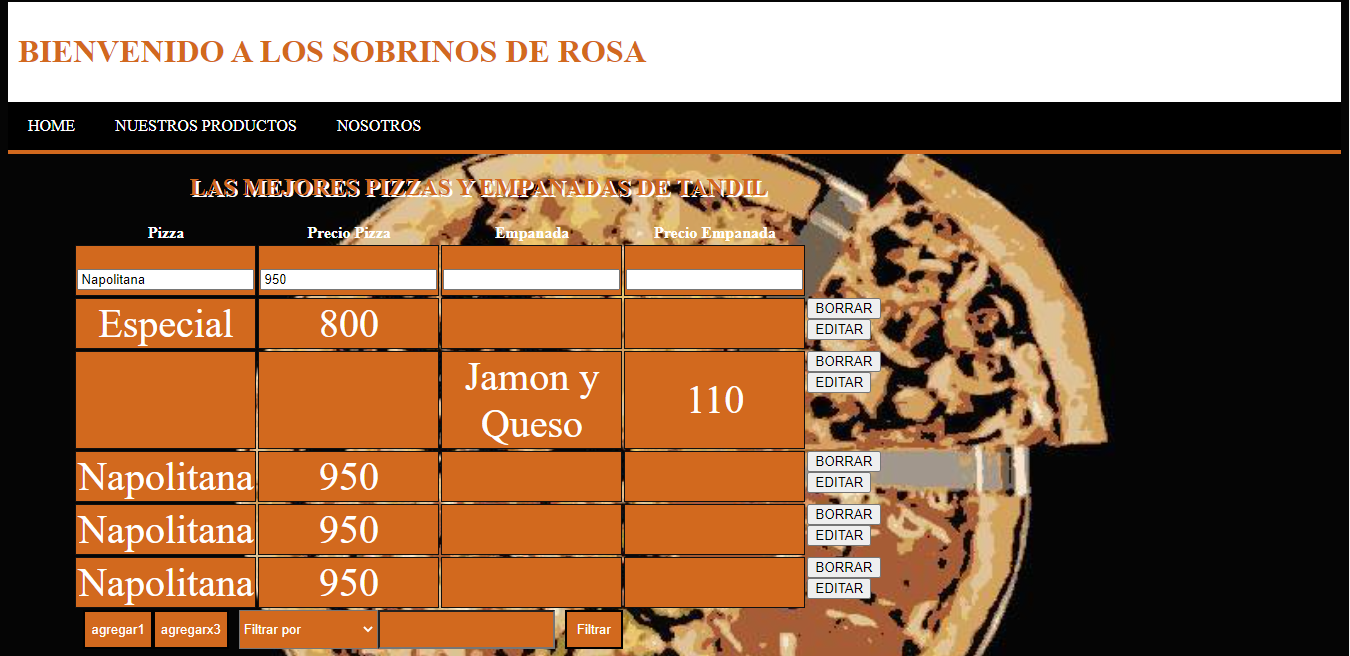 BIENVENIDO A LOS SOBRINOS DE ROSA
HOME NUESTROS PRODUCTOS NOSOTROS
LAS MEJORES PIZZAS Y EMPANADAS DE TANDIL
Pizza Precio Pizza Empanada Precio Empanada
Napolitana 950
Especial 800 BORRAR
EDITAR
Jamon y Queso 110 BORRAR
EDITAR
Napolitana 950 BORRAR
EDITAR
Napolitana 950 BORRAR
EDITAR
Napolitana 950 BORRAR
EDITAR
agregar1 agregarx3 Filtrar por Filtrar